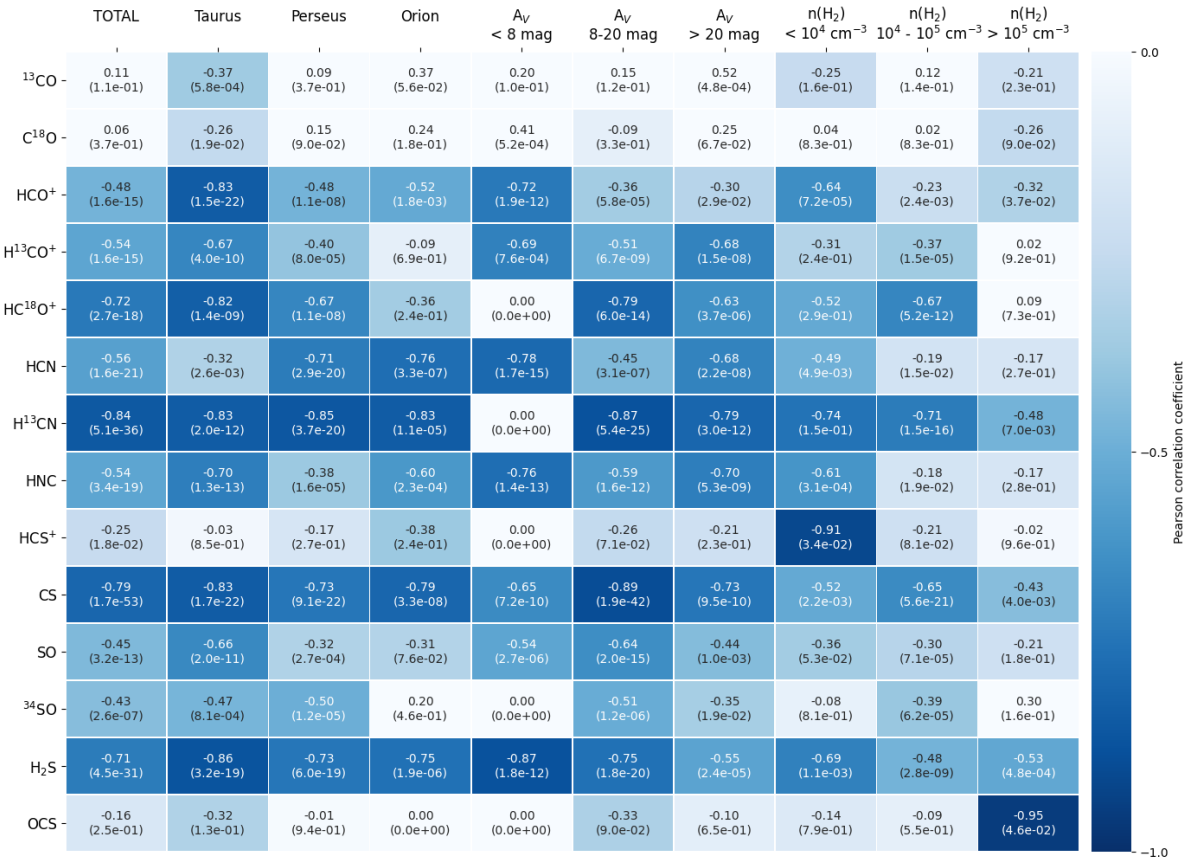 TOTAL Taurus Perseus Orion A_V A_V A_V n(H₂) n(H₂) n(H₂)
< 8 mag 8-20 mag > 20 mag < 10⁴ cm⁻³ 10⁴ - 10⁵ cm⁻³ > 10⁵ cm⁻³
¹³CO 0.11 -0.37 0.09 0.37 0.20 0.15 0.52 -0.25 0.12 -0.21
(1.1e-01) (5.8e-04) (3.7e-01) (5.6e-02) (1.0e-01) (1.2e-01) (4.8e-04) (1.6e-01) (1.4e-01) (2.3e-01)
C¹⁸O 0.06 -0.26 0.15 0.24 0.41 -0.09 0.25 0.04 0.02 -0.26
(3.7e-01) (1.9e-02) (9.0e-02) (1.8e-01) (5.2e-04) (3.3e-01) (6.7e-02) (8.3e-01) (8.3e-01) (9.0e-02)
HCO⁺ -0.48 -0.83 -0.48 -0.52 -0.72 -0.36 -0.30 -0.64 -0.23 -0.32
(1.6e-15) (1.5e-22) (1.1e-08) (1.8e-03) (1.9e-12) (5.8e-05) (2.9e-02) (7.2e-05) (2.4e-03) (3.7e-02)
H¹³CO⁺ -0.54 -0.67 -0.40 -0.09 -0.69 -0.51 -0.68 -0.31 -0.37 0.02
(1.6e-15) (4.0e-10) (8.0e-05) (6.9e-01) (7.6e-04) (6.7e-09) (1.5e-08) (2.4e-01) (1.5e-05) (9.2e-01)
HC¹⁸O⁺ -0.72 -0.82 -0.67 -0.36 0.00 -0.79 -0.63 -0.52 -0.67 0.09
(2.7e-18) (1.4e-09) (1.1e-08) (2.4e-01) (0.0e+00) (6.0e-14) (3.7e-06) (2.9e-01) (5.2e-12) (7.3e-01)
HCN -0.56 -0.32 -0.71 -0.76 -0.78 -0.45 -0.68 -0.49 -0.19 -0.17
(1.6e-21) (2.6e-03) (2.9e-20) (3.3e-07) (1.7e-15) (3.1e-07) (2.2e-08) (4.9e-03) (1.5e-02) (2.7e-01)
H¹³CN -0.84 -0.83 -0.85 -0.83 0.00 -0.87 -0.79 -0.74 -0.71 -0.48
(5.1e-36) (2.0e-12) (3.7e-20) (1.1e-05) (0.0e+00) (5.4e-25) (3.0e-12) (1.5e-01) (1.5e-16) (7.0e-03)
HNC -0.54 -0.70 -0.38 -0.60 -0.76 -0.59 -0.70 -0.61 -0.18 -0.17
(3.4e-19) (1.3e-13) (1.6e-05) (2.3e-04) (1.4e-13) (1.6e-12) (5.3e-09) (3.1e-04) (1.9e-02) (2.8e-01)
HCS⁺ -0.25 -0.03 -0.17 -0.38 0.00 -0.26 -0.21 -0.91 -0.21 -0.02
(1.8e-02) (8.5e-01) (2.7e-01) (2.4e-01) (0.0e+00) (7.1e-02) (2.3e-01) (3.4e-02) (8.1e-02) (9.6e-01)
CS -0.79 -0.83 -0.73 -0.79 -0.65 -0.89 -0.73 -0.52 -0.65 -0.43
(1.7e-53) (1.7e-22) (9.1e-22) (3.3e-08) (7.2e-10) (1.9e-42) (9.5e-10) (2.2e-03) (5.6e-21) (4.0e-03)
SO -0.45 -0.66 -0.32 -0.31 -0.54 -0.64 -0.44 -0.36 -0.30 -0.21
(3.2e-13) (2.0e-11) (2.7e-04) (7.6e-02) (2.7e-06) (2.0e-15) (1.0e-03) (5.3e-02) (7.1e-05) (1.8e-01)
³⁴SO -0.43 -0.47 -0.50 0.20 0.00 -0.51 -0.35 -0.08 -0.39 0.30
(2.6e-07) (8.1e-04) (1.2e-05) (4.6e-01) (0.0e+00) (1.2e-06) (1.9e-02) (8.1e-01) (6.2e-05) (1.6e-01)
H₂S -0.71 -0.86 -0.73 -0.75 -0.87 -0.75 -0.55 -0.69 -0.48 -0.53
(4.5e-31) (3.2e-19) (6.0e-19) (1.9e-06) (1.8e-12) (1.8e-20) (2.4e-05) (1.1e-03) (2.8e-09) (4.8e-04)
OCS -0.16 -0.32 -0.01 0.00 0.00 -0.33 -0.10 -0.14 -0.09 -0.95
(2.5e-01) (1.3e-01) (9.4e-01) (0.0e+00) (0.0e+00) (9.0e-02) (6.5e-01) (7.9e-01) (5.5e-01) (4.6e-02)
0.0
−0.5
−1.0
Pearson correlation coefficient